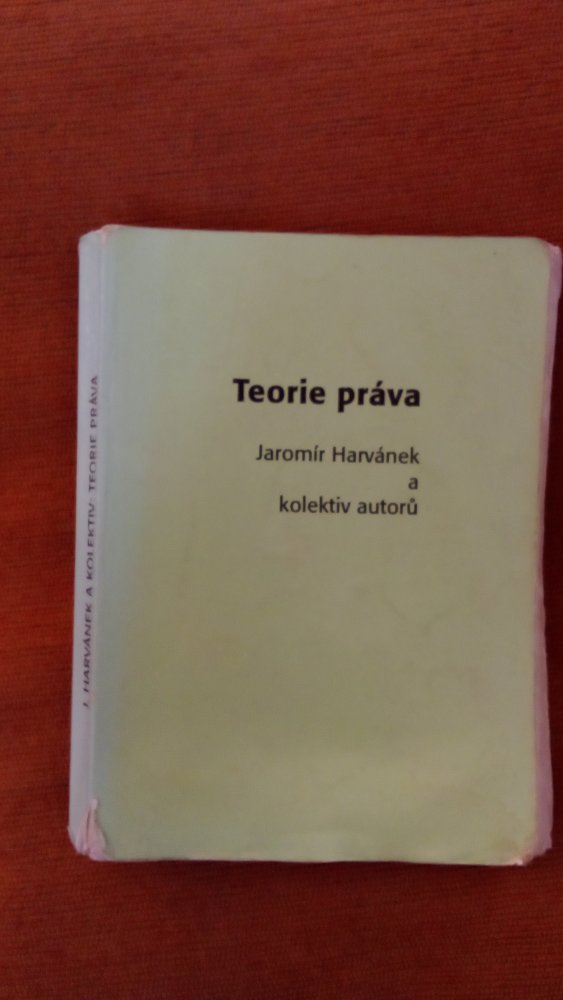 Teorie práva
Jaromír Harvánek
a
kolektiv autorů
J. HARVÁNEK A KOLEKTIV: TEORIE PRÁVA